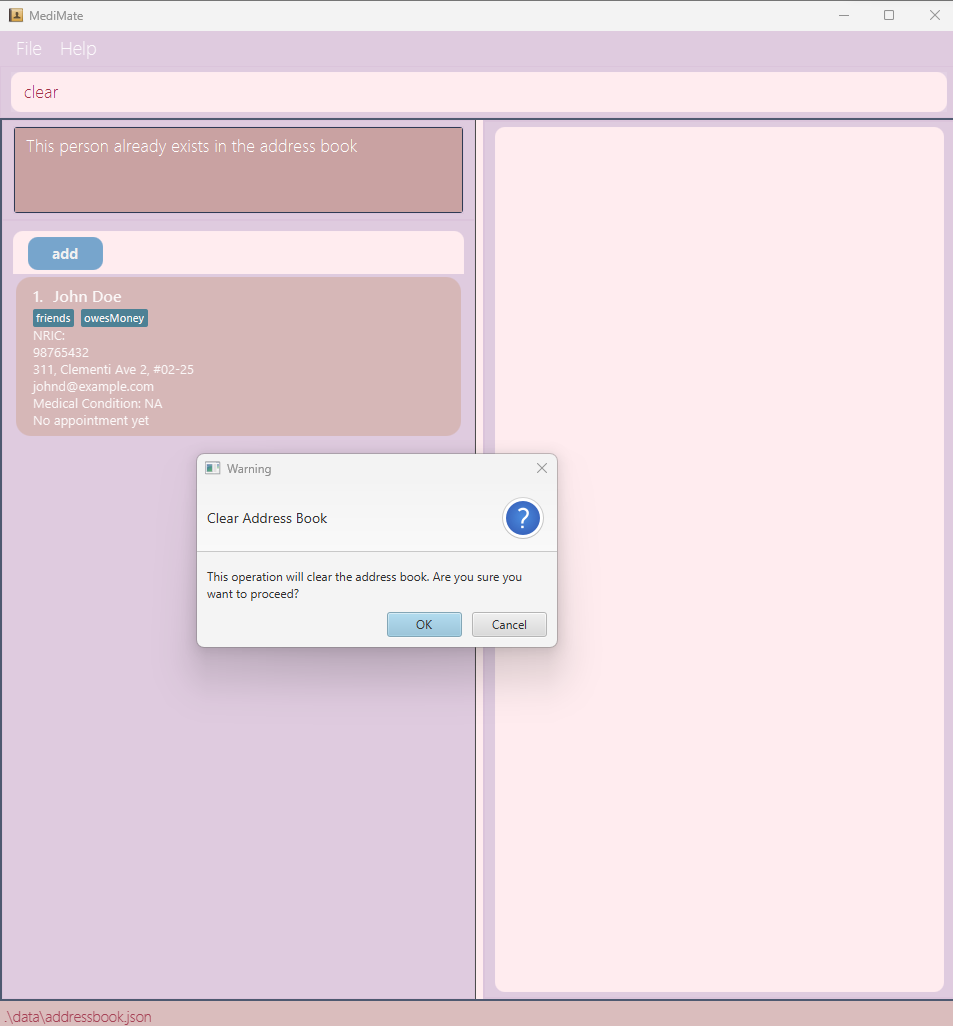 MediMate
File Help
clear
This person already exists in the address book
add
1. John Doe
friends owesMoney
NRIC:
98765432
311, Clementi Ave 2, #02-25
johnd@example.com
Medical Condition: NA
No appointment yet
Warning
Clear Address Book
?
This operation will clear the address book. Are you sure you
want to proceed?
OK Cancel
.\data\addressbook.json